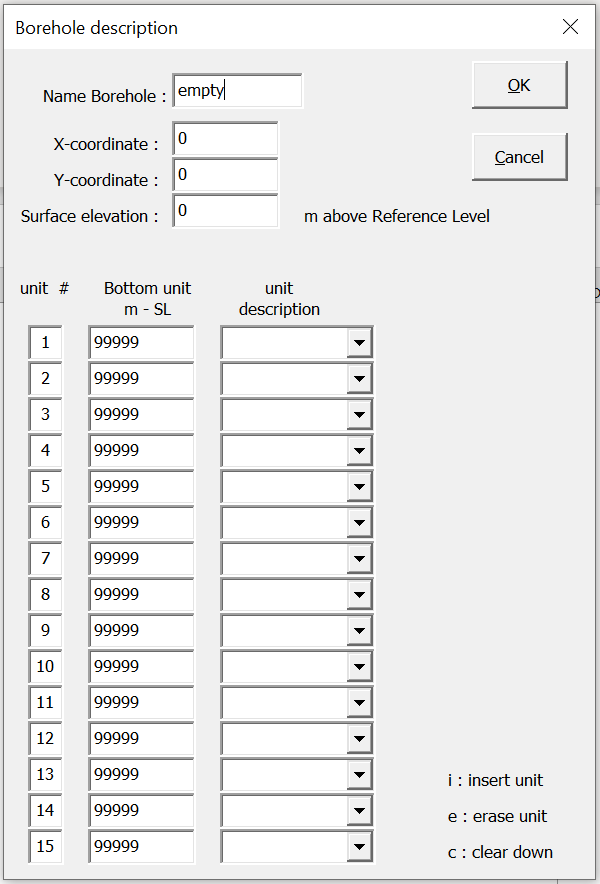 Borehole description
Name Borehole : empty
OK
X-coordinate : 0
Cancel
Y-coordinate : 0
Surface elevation : 0 m above Reference Level
unit # Bottom unit unit
m - SL description
1 99999
2 99999
3 99999
4 99999
5 99999
6 99999
7 99999
8 99999
9 99999
10 99999
11 99999
12 99999
13 99999
i : insert unit
14 99999
e : erase unit
15 99999
c : clear down